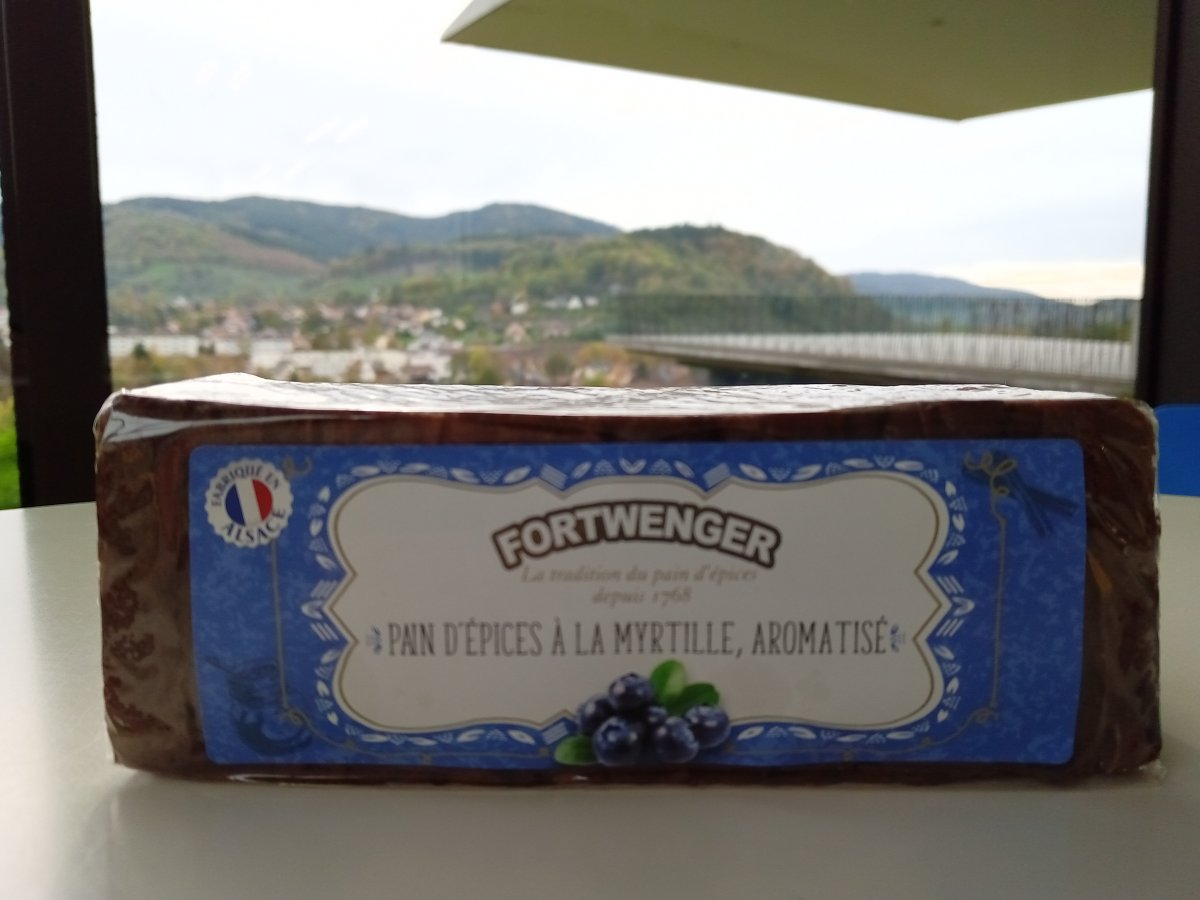 FABRIQUÉ EN
ALSACE
FORTWENGER
La tradition du pain d'épices
depuis 1768
PAIN D'ÉPICES À LA MYRTILLE, AROMATISÉ